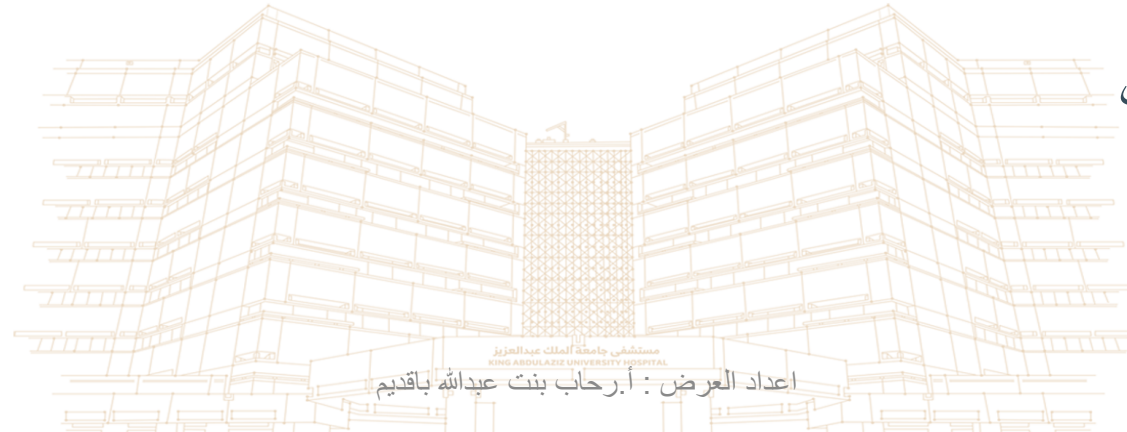 مستشفى جامعة الملك عبدالعزيز
KING ABDULAZIZ UNIVERSITY HOSPITAL
اعداد العرض : أ.رحاب بنت عبدالله باقديم